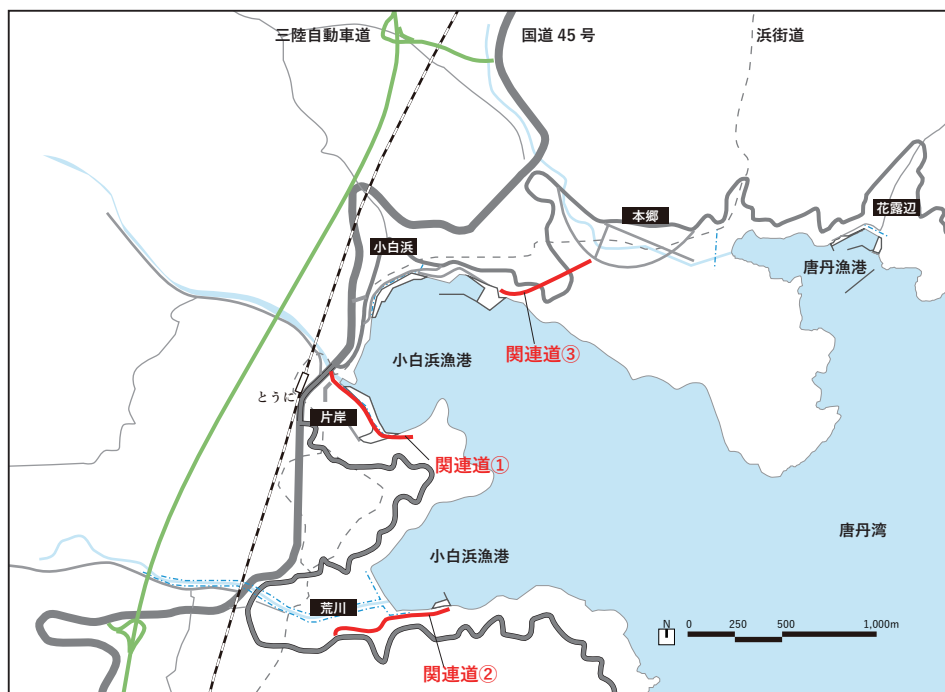 三陸自動車道
国道 45 号
浜街道
花露辺
本郷
小白浜
唐丹漁港
関連道③
小白浜漁港
とうに
片岸
関連道①
唐丹湾
小白浜漁港
荒川
N
0 250 500 1,000m
関連道②